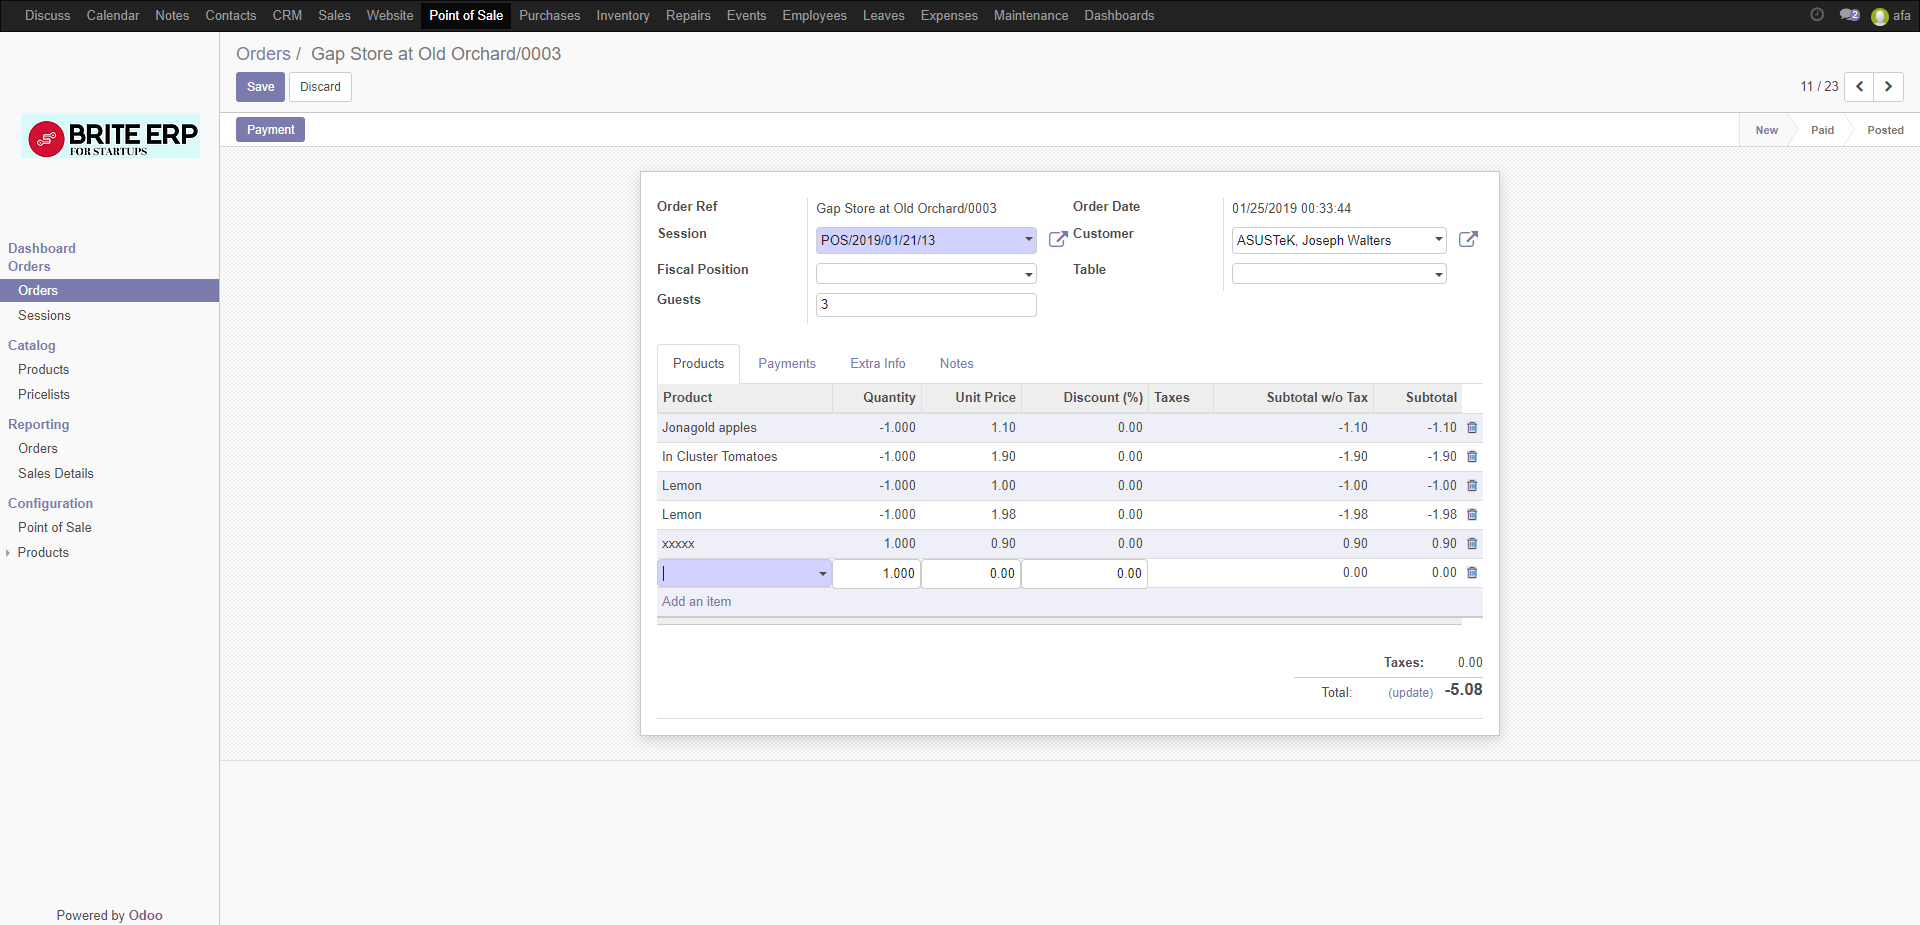 Discuss Calendar Notes Contacts CRM Sales Website Point of Sale Purchases Inventory Repairs Events Employees Leaves Expenses Maintenance Dashboards 2 afa
Orders / Gap Store at Old Orchard/0003
Save Discard 11 / 23
Payment New Paid Posted
BRITE ERP
FOR STARTUPS
Dashboard
Orders
Orders
Sessions
Catalog
Products
Pricelists
Reporting
Orders
Sales Details
Configuration
Point of Sale
Products
Powered by Odoo
Order Ref Gap Store at Old Orchard/0003 Order Date 01/25/2019 00:33:44
Session POS/2019/01/21/13 Customer ASUSTeK, Joseph Walters
Fiscal Position Table
Guests 3
Products Payments Extra Info Notes
Product Quantity Unit Price Discount (%) Taxes Subtotal w/o Tax Subtotal
Jonagold apples -1.000 1.10 0.00 -1.10 -1.10
In Cluster Tomatoes -1.000 1.90 0.00 -1.90 -1.90
Lemon -1.000 1.00 0.00 -1.00 -1.00
Lemon -1.000 1.98 0.00 -1.98 -1.98
xxxxx 1.000 0.90 0.00 0.90 0.90
1.000 0.00 0.00 0.00 0.00
Add an item
Taxes: 0.00
Total: (update) -5.08